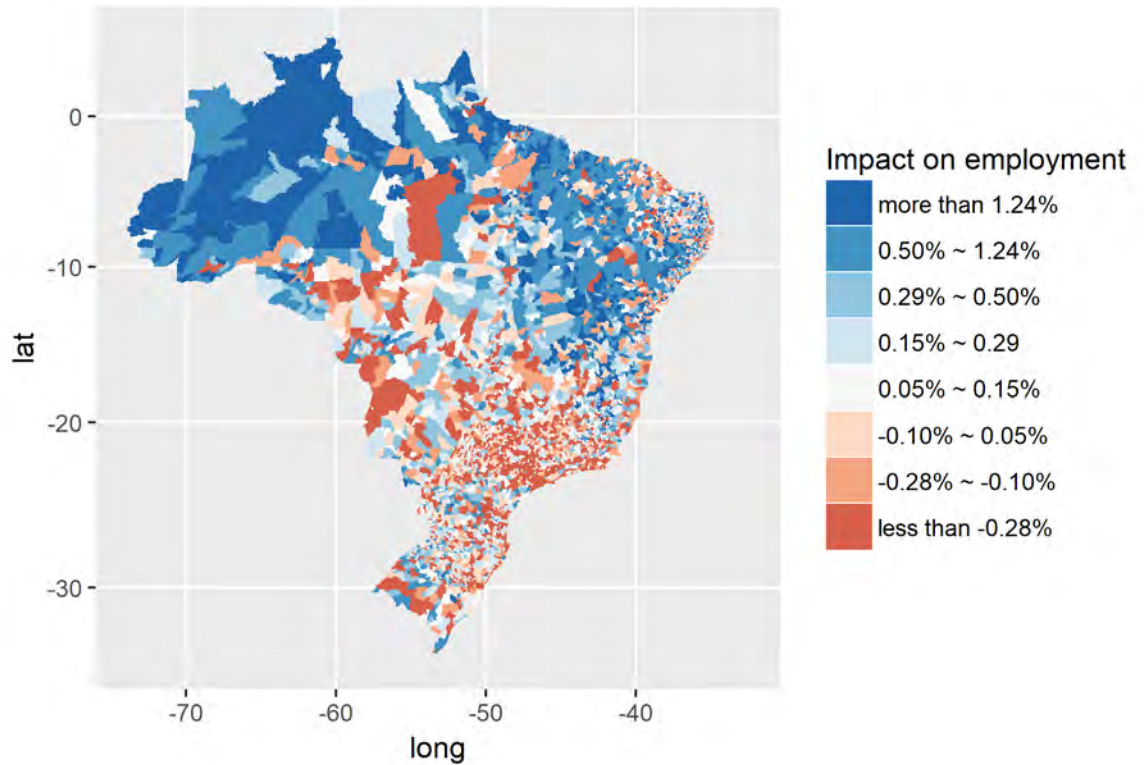 0
-10
-20
-30
lat
-70
-60
-50
-40
long
Impact on employment
more than 1.24%
0.50% ~ 1.24%
0.29% ~ 0.50%
0.15% ~ 0.29
0.05% ~ 0.15%
-0.10% ~ 0.05%
-0.28% ~ -0.10%
less than -0.28%